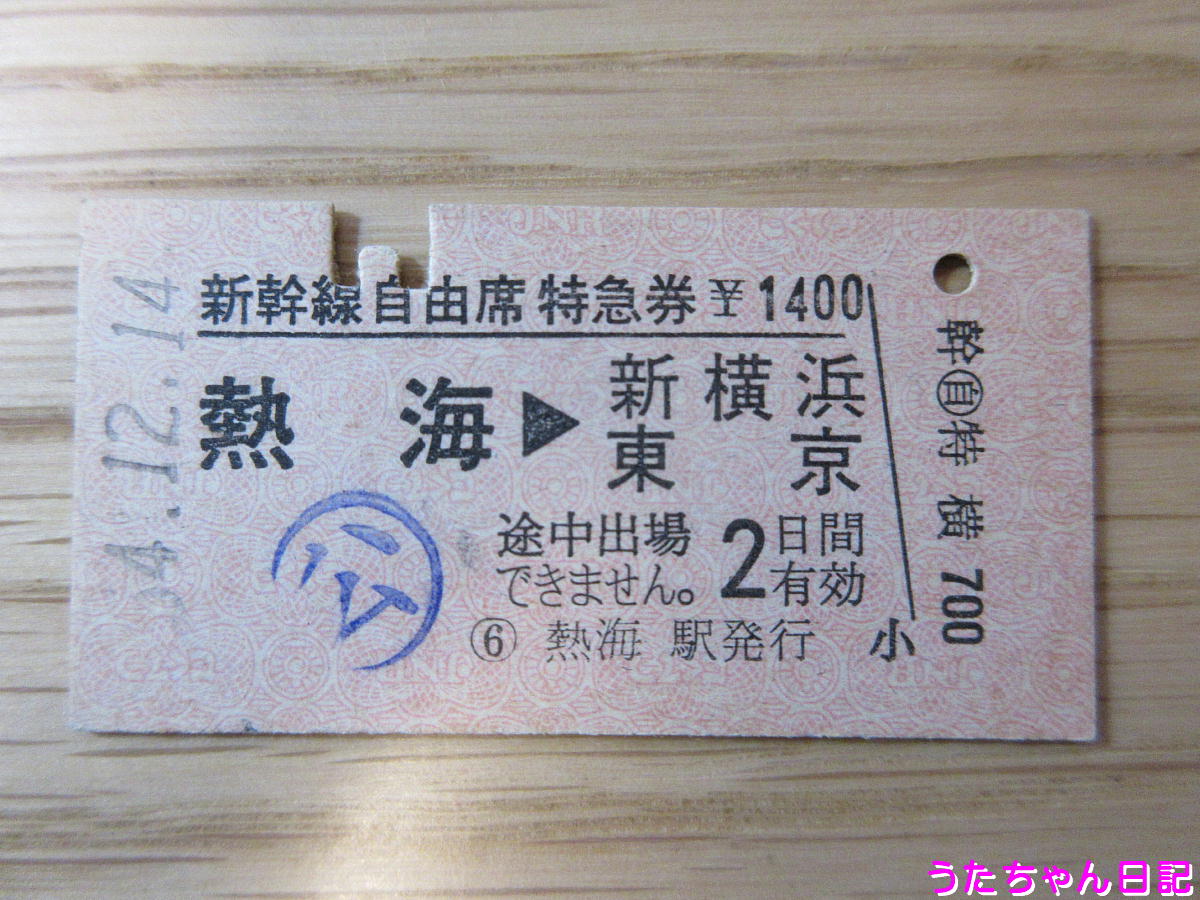 54.12.14
新幹線自由席特急券 ¥1400
熱海▶新横浜
東京
途中出場 2日間
できません。 有効
⑥ 熱海 駅発行 小
㊗
幹自特 横 700
うたちゃん日記